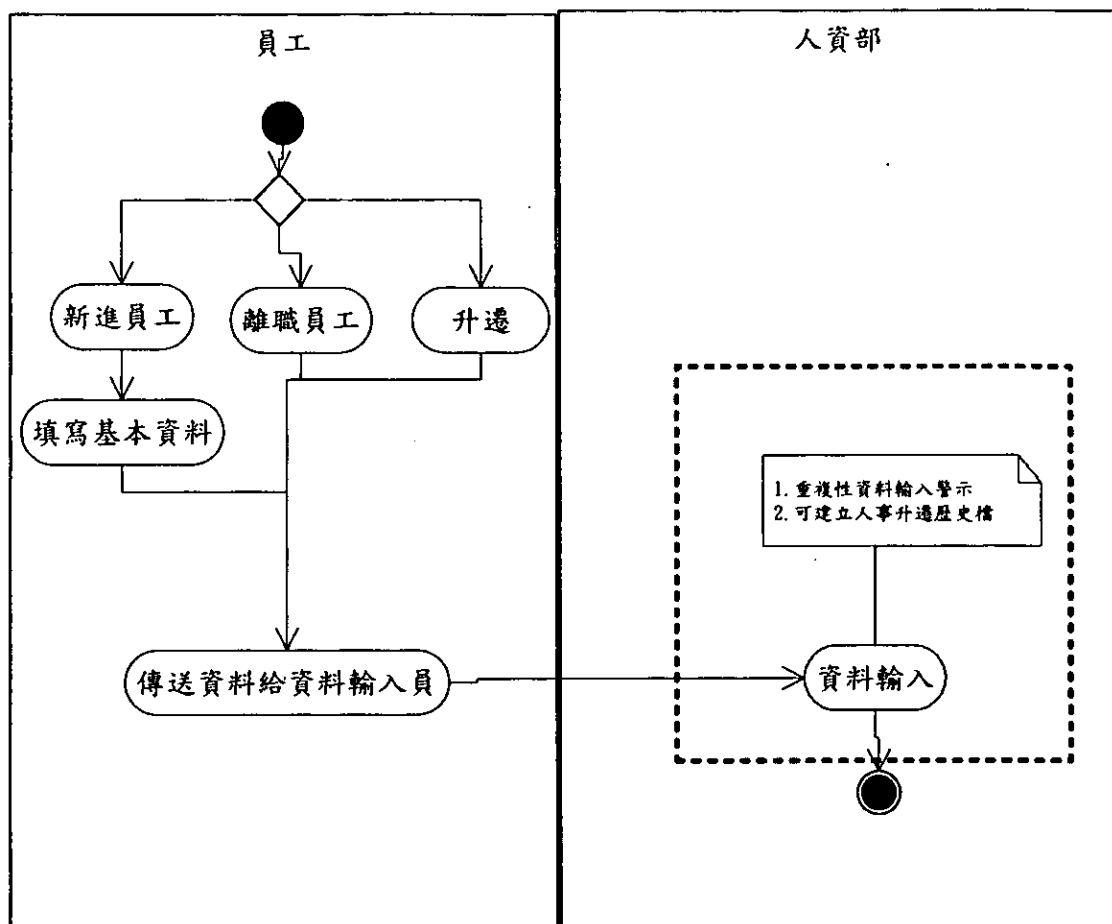 員工
人資部
新進員工
離職員工
升遷
填寫基本資料
1. 重複性資料輸入警示
2. 可建立人事升遷歷史檔
傳送資料給資料輸入員
資料輸入